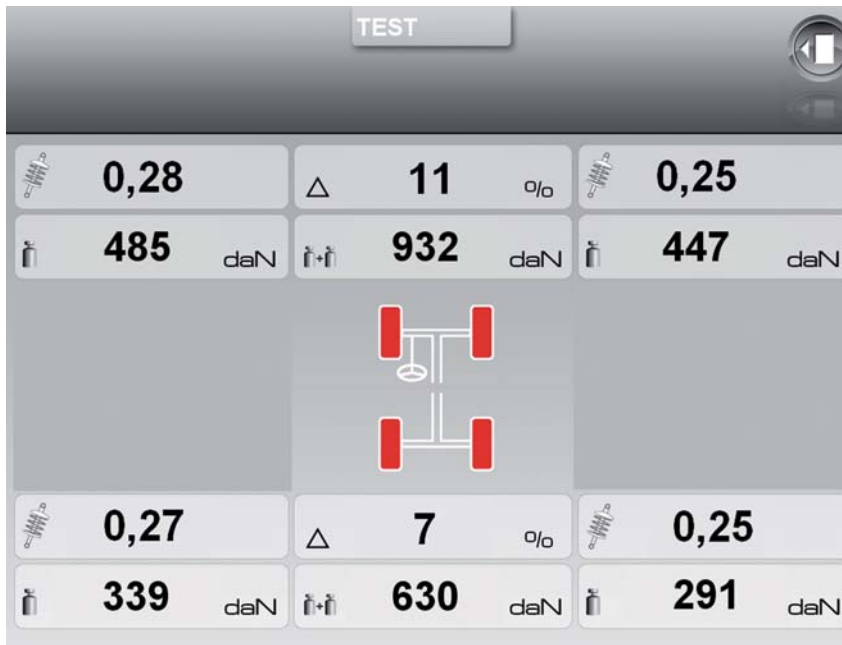 TEST
0,28 △ 11 % 0,25
485 daN 932 daN 447 daN
0,27 △ 7 % 0,25
339 daN 630 daN 291 daN